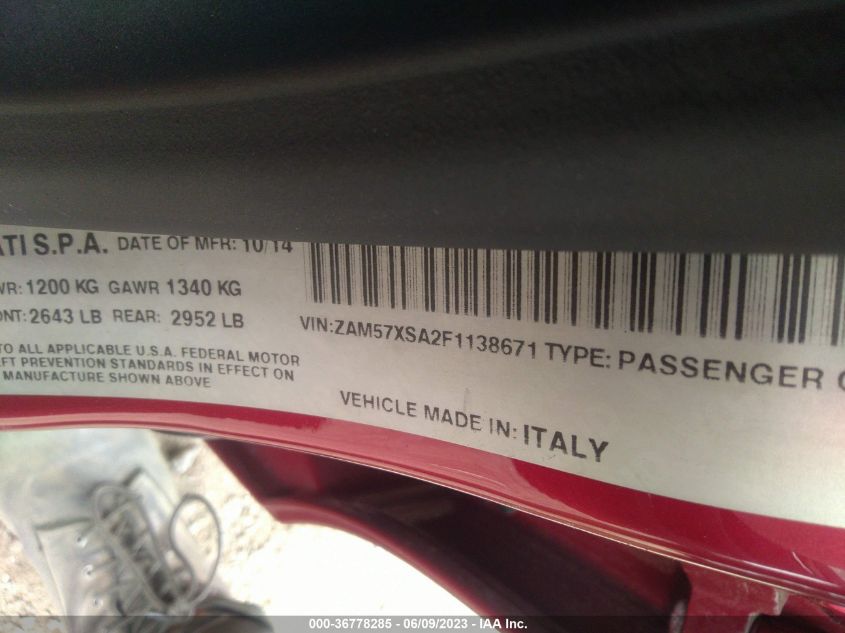 ATI S.P.A. DATE OF MFR: 10/14
WR: 1200 KG GAWR 1340 KG
ONT: 2643 LB REAR: 2952 LB
TO ALL APPLICABLE U.S.A. FEDERAL MOTOR
FT PREVENTION STANDARDS IN EFFECT ON
MANUFACTURE SHOWN ABOVE
VIN:ZAM57XSA2F1138671 TYPE: PASSENGER C
VEHICLE MADE IN: ITALY
000-36778285 - 06/09/2023 - IAA Inc.